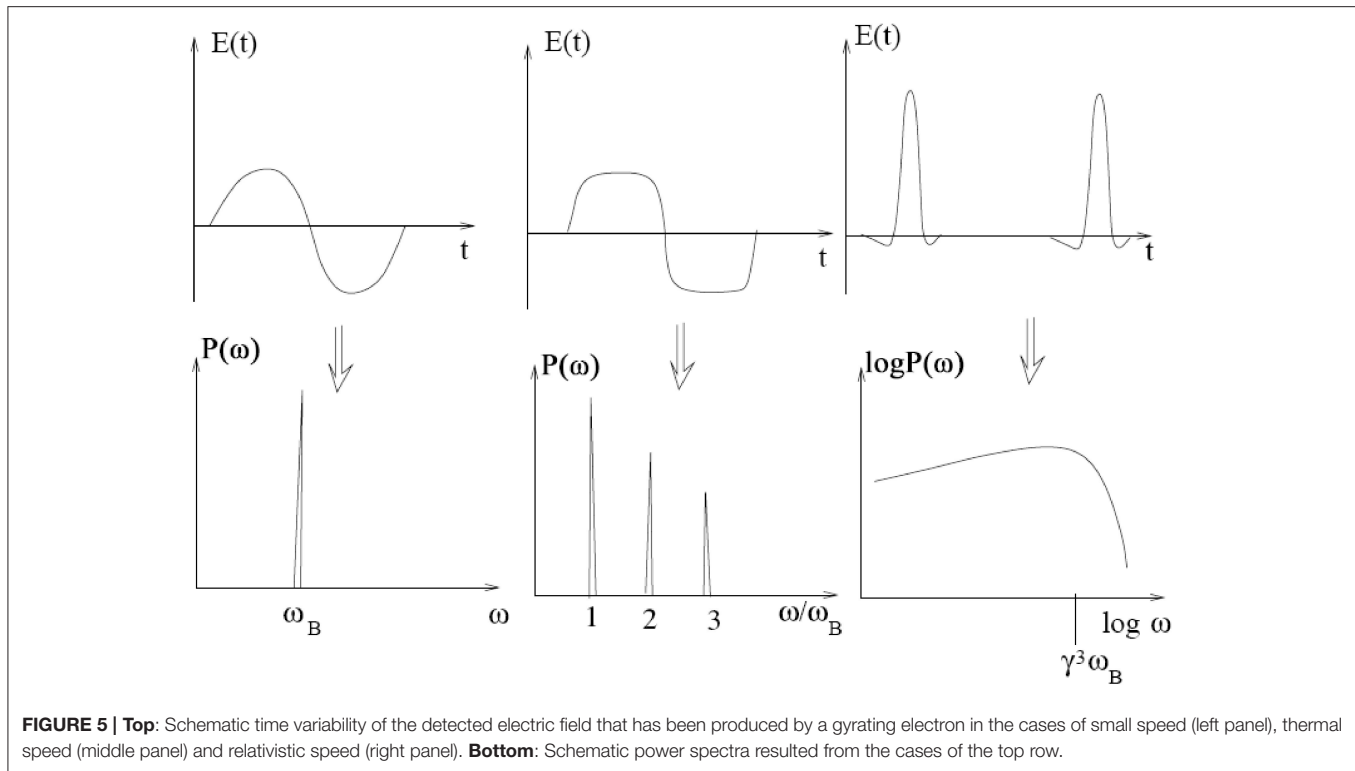 E(t)
t
E(t)
t
E(t)
t
P(ω)
ω_B
ω
P(ω)
1 2 3 ω/ω_B
logP(ω)
log ω
γ³ω_B
FIGURE 5 | Top: Schematic time variability of the detected electric field that has been produced by a gyrating electron in the cases of small speed (left panel), thermal
speed (middle panel) and relativistic speed (right panel). Bottom: Schematic power spectra resulted from the cases of the top row.